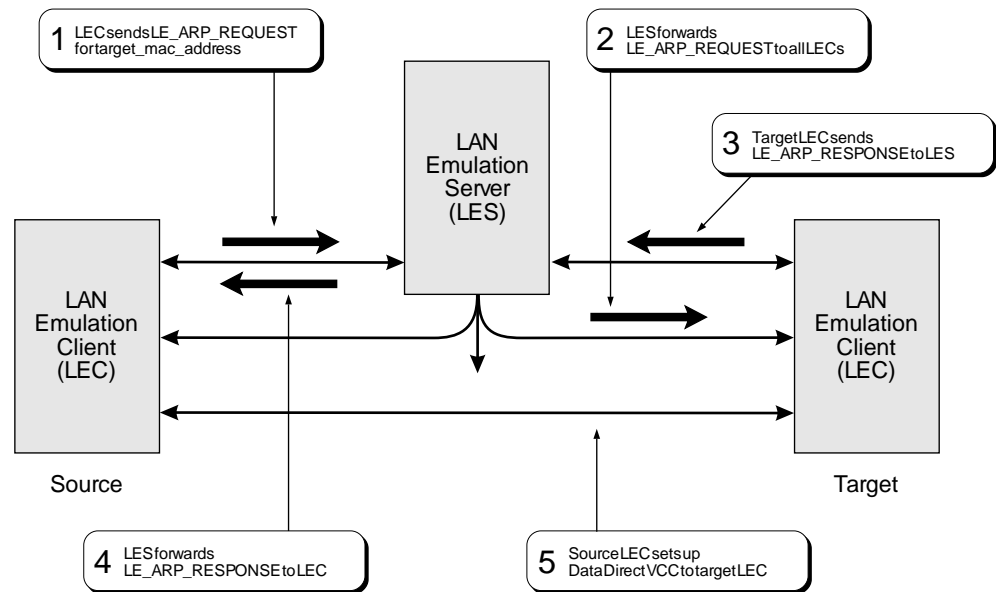 1 LECsendsLE_ARP_REQUEST
fortarget_mac_address
2 LESforwards
LE_ARP_REQUESTtoallLECs
3 TargetLECsends
LE_ARP_RESPONSEtoLES
LAN
Emulation
Server
(LES)
LAN
Emulation
Client
(LEC)
LAN
Emulation
Client
(LEC)
Source
Target
4 LESforwards
LE_ARP_RESPONSEtoLEC
5 SourceLECsetsup
DataDirectVCCtotargetLEC